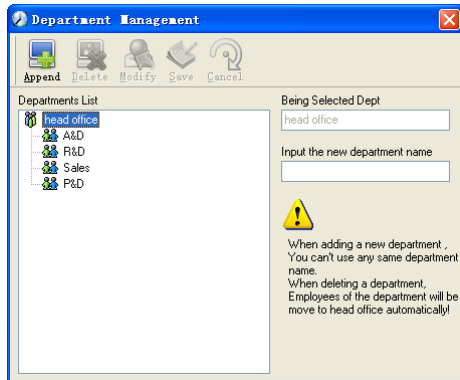 Department Management
Append Delete Modify Save Cancel
Departments List
head office
A&D
R&D
Sales
P&D
Being Selected Dept
head office
Input the new department name
When adding a new department ,
You can't use any same department
name.
When deleting a department,
Employees of the department will be
move to head office automatically!